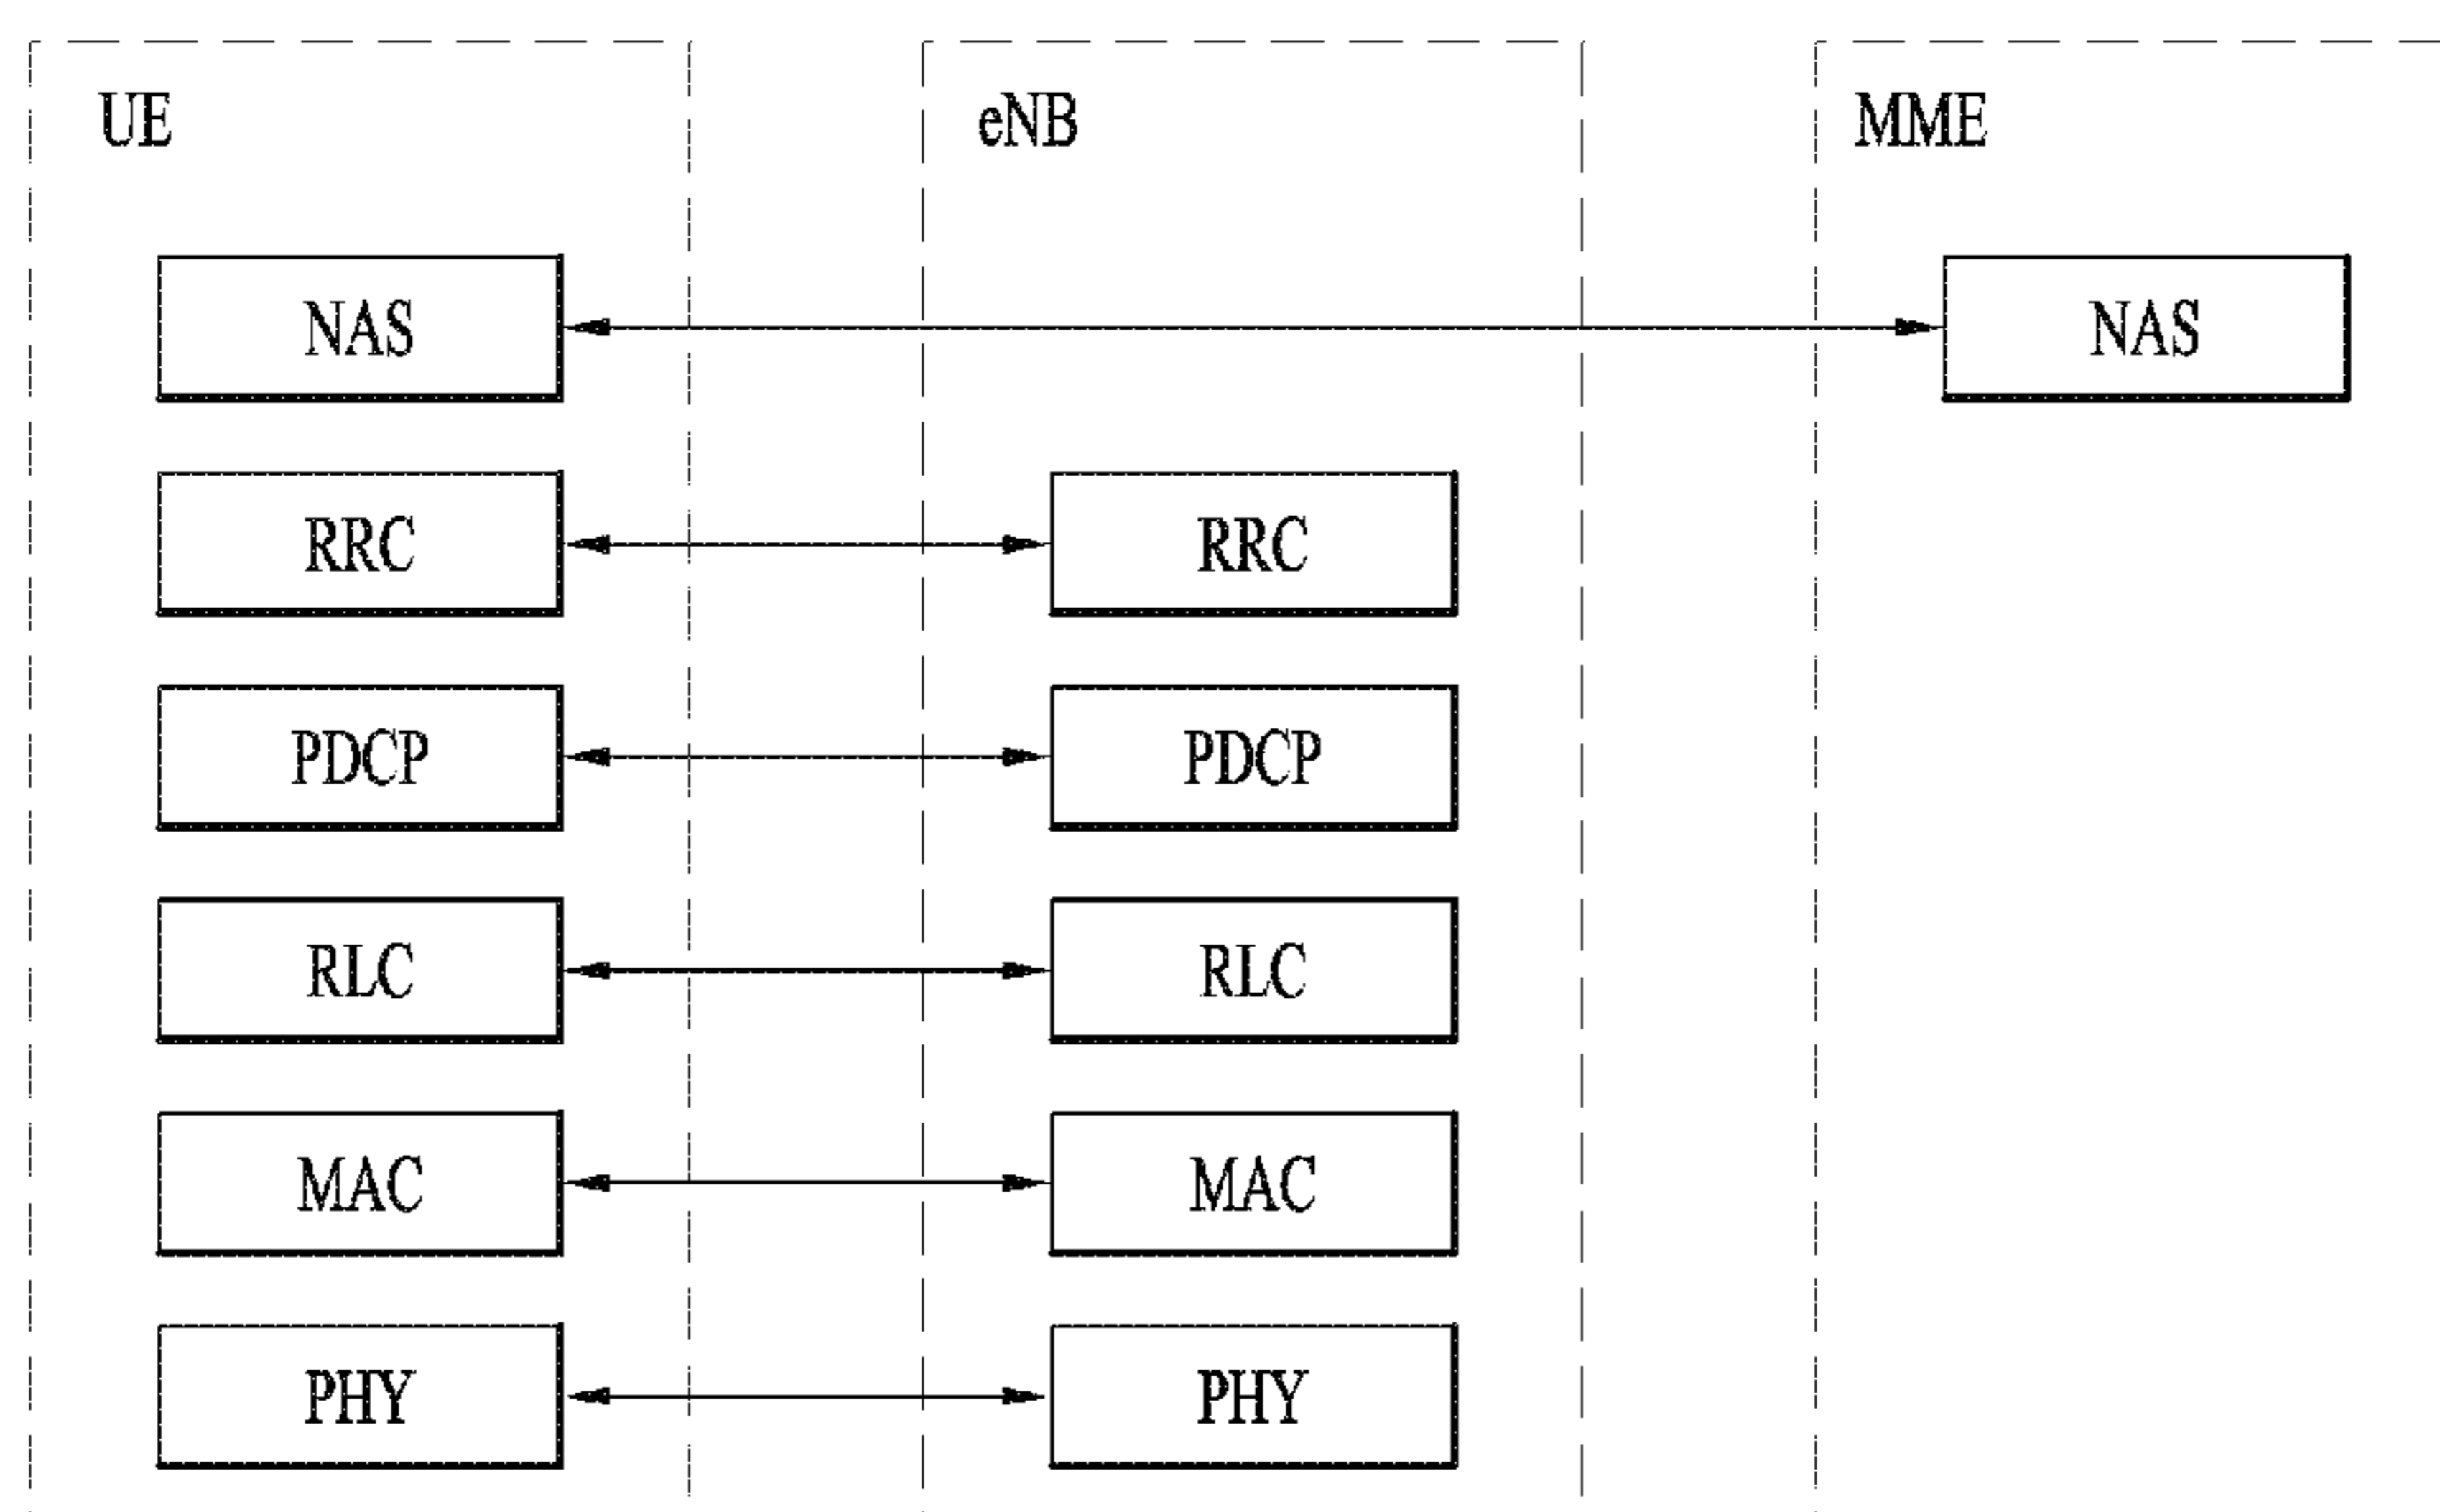 UE eNB MME
NAS NAS
RRC RRC
PDCP PDCP
RLC RLC
MAC MAC
PHY PHY